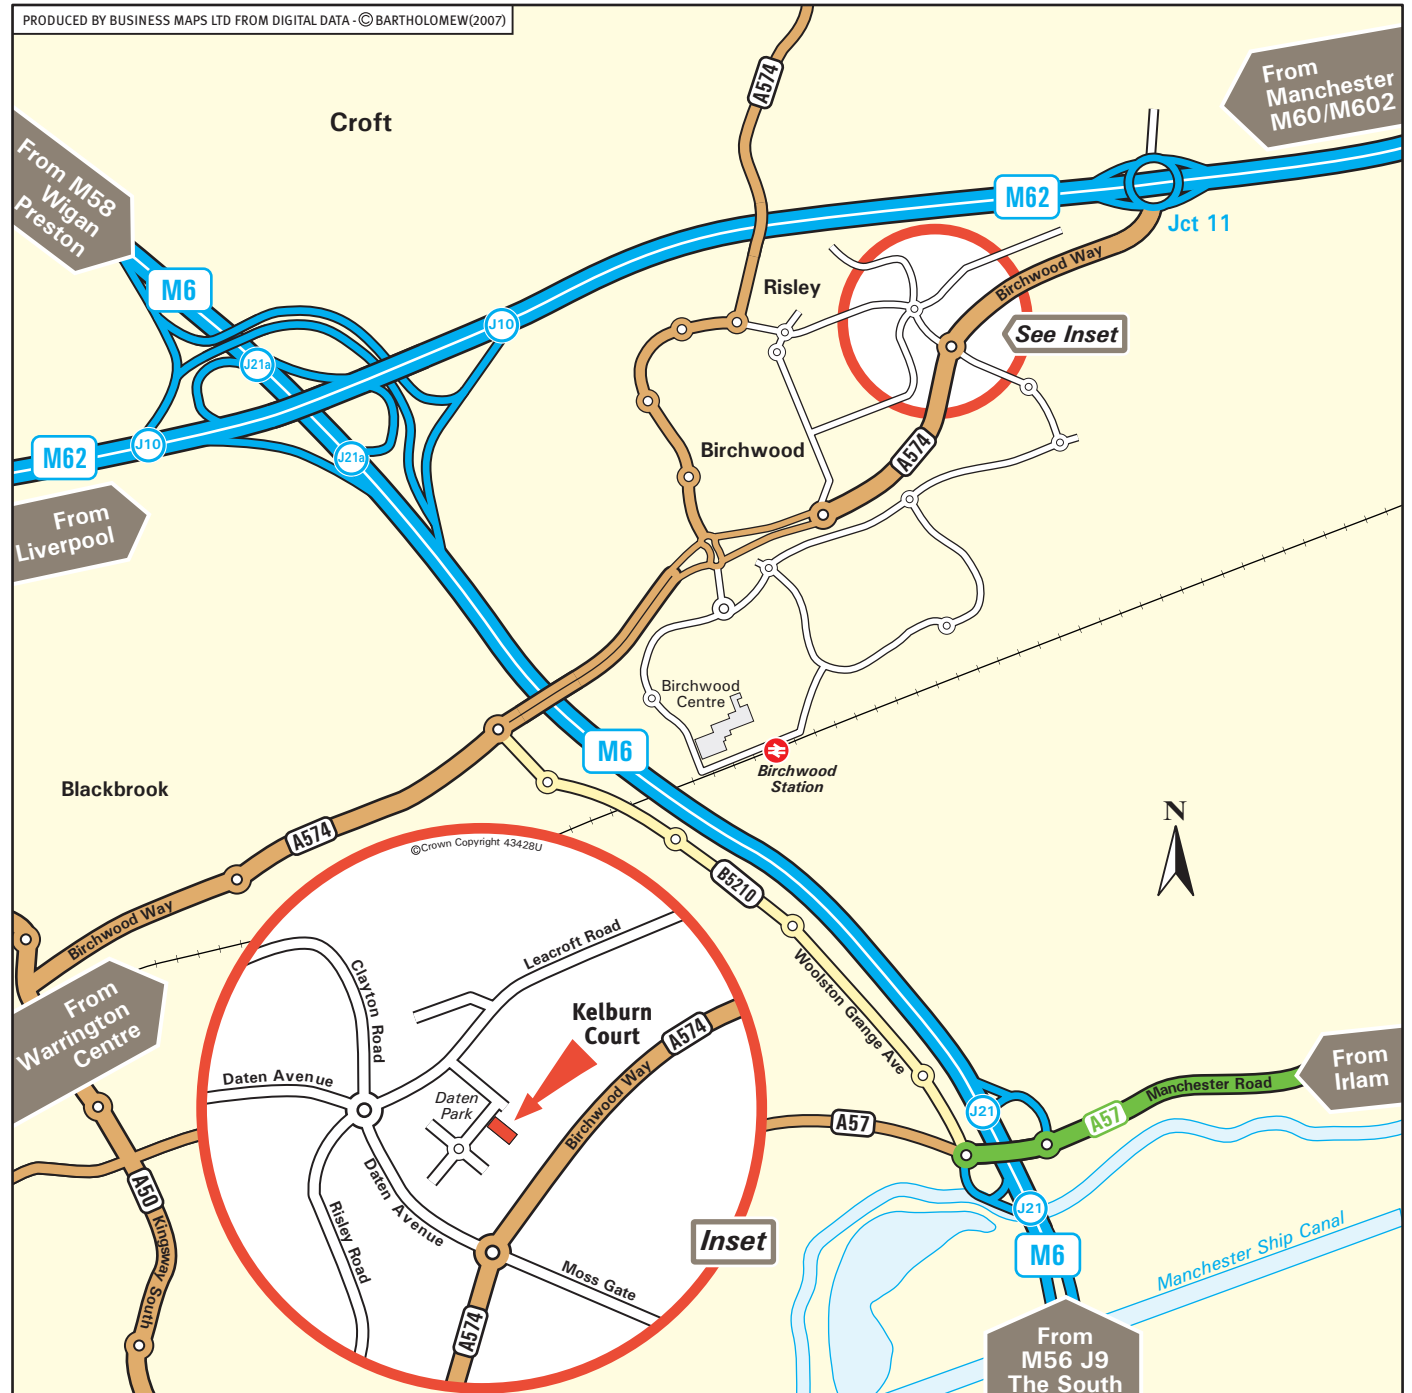 PRODUCED BY BUSINESS MAPS LTD FROM DIGITAL DATA - © BARTHOLOMEW(2007)
A574
From
Manchester
M60/M602
Croft
From M58
Wigan
Preston
M62
Jct 11
M6
Risley
Birchwood Way
J10
See Inset
J21a
J10
M62
J21a
Birchwood
A574
From
Liverpool
Birchwood
Centre
M6
Birchwood
Station
Blackbrook
N
A574
©Crown Copyright 43428U
B5210
Birchwood Way
Leacroft Road
Clayton Road
Woolston Grange Ave
From
Warrington
Centre
Kelburn
Court
A574
From
Irlam
Daten Avenue
Daten
Park
Birchwood Way
Manchester Road
J21
A57
A57
A50
Kingsway South
Daten
Avenue
Risley Road
J21
Inset
M6
Manchester Ship Canal
Moss Gate
A574
From
M56 J9
The South